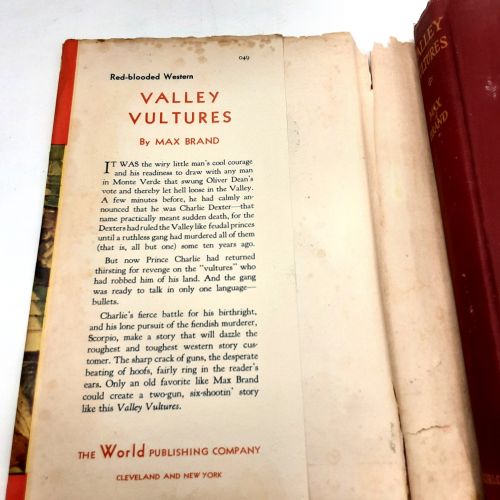 049
Red-blooded Western
VALLEY
VULTURES
By MAX BRAND
IT WAS the wiry little man's cool courage
and his readiness to draw with any man
in Monte Verde that swung Oliver Dean's
vote and thereby let hell loose in the Valley.
A few minutes before, he had calmly an-
nounced that he was Charlie Dexter—that
name practically meant sudden death, for the
Dexters had ruled the Valley like feudal princes
until a ruthless gang had murdered all of them
(that is, all but one) some ten years ago.
But now Prince Charlie had returned
thirsting for revenge on the "vultures" who
had robbed him of his land. And the gang
was ready to talk in only one language—
bullets.
Charlie's fierce battle for his birthright,
and his lone pursuit of the fiendish murderer,
Scorpio, make a story that will dazzle the
roughest and toughest western story cus-
tomer. The sharp crack of guns, the desperate
beating of hoofs, fairly ring in the reader's
ears. Only an old favorite like Max Brand
could create a two-gun, six-shootin' story
like this Valley Vultures.
THE World PUBLISHING COMPANY
CLEVELAND AND NEW YORK
VALLEY
VULTURES
MAX
BRAND